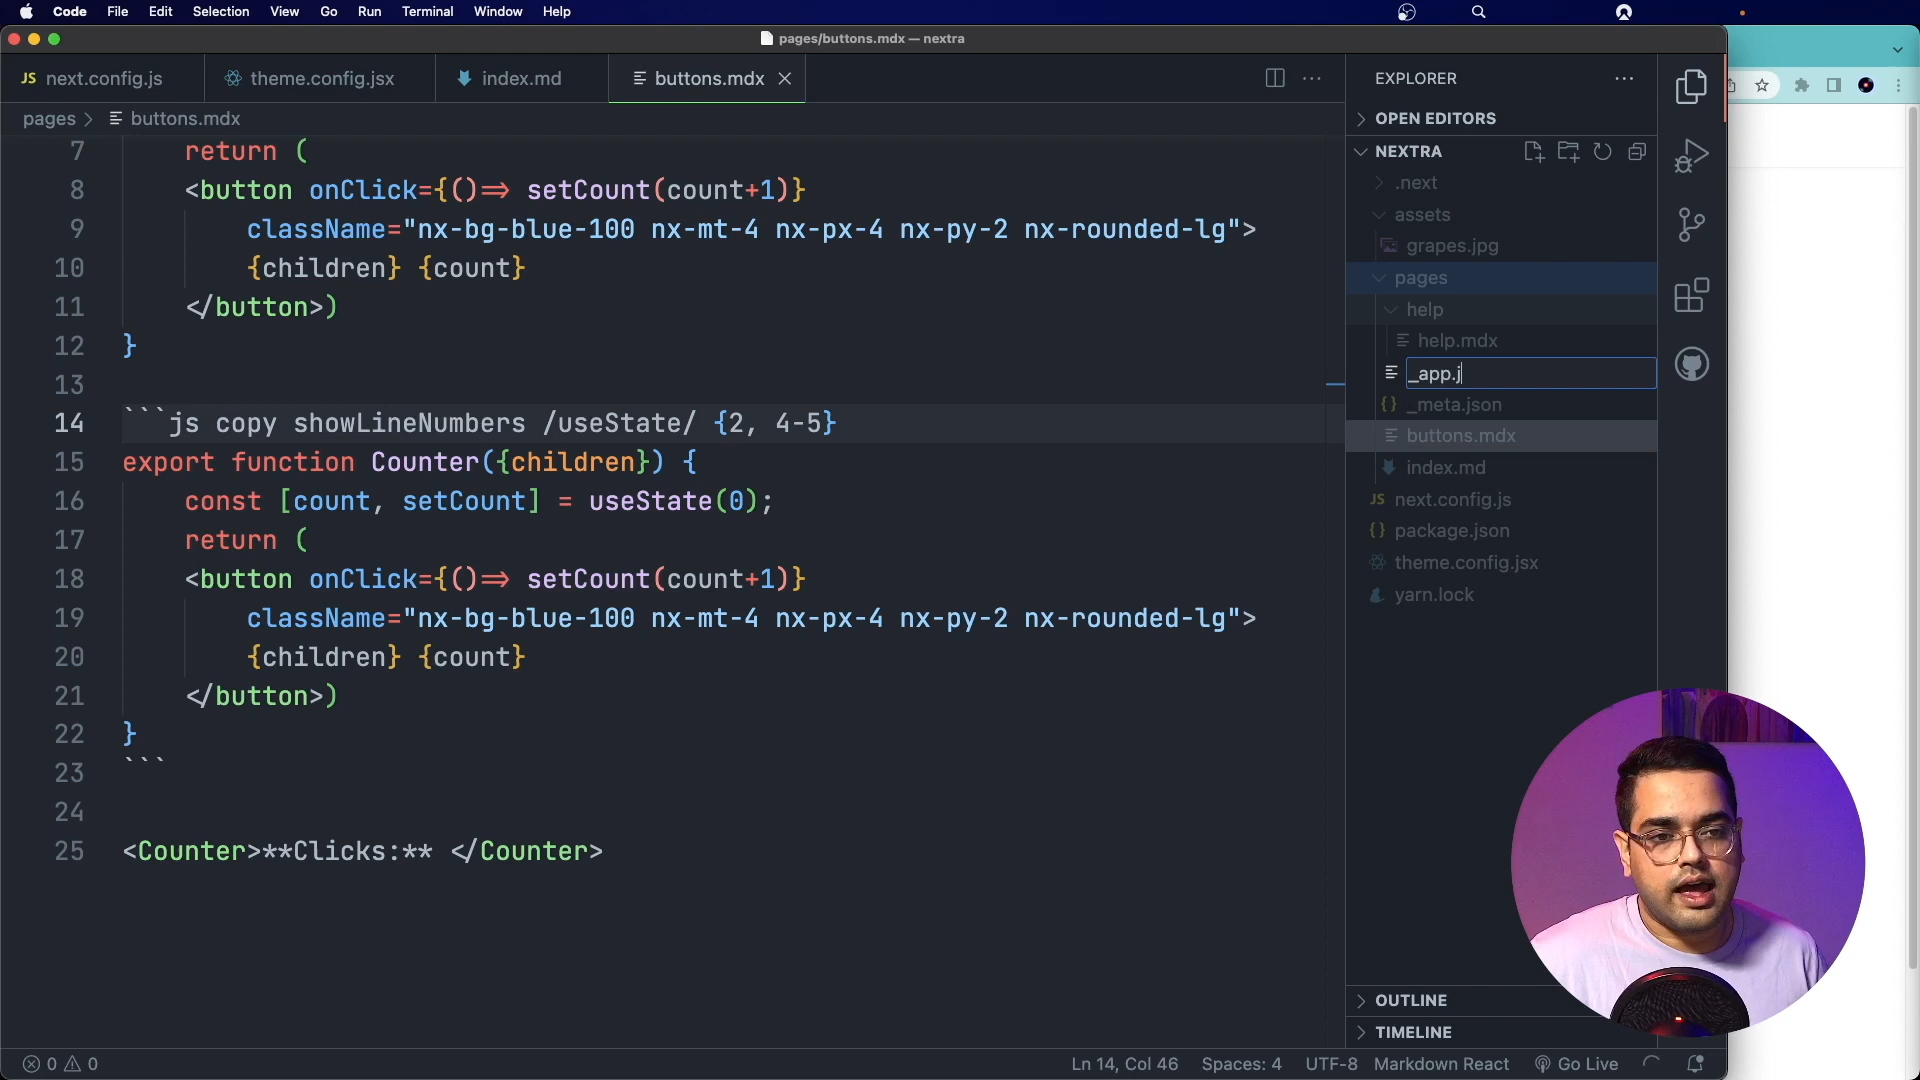 Code File Edit Selection View Go Run Terminal Window Help
pages/buttons.mdx — nextra
JS next.config.js
theme.config.jsx
index.md
buttons.mdx
pages > buttons.mdx
7 return (
8 <button onClick={()=> setCount(count+1)}
9 className="nx-bg-blue-100 nx-mt-4 nx-px-4 nx-py-2 nx-rounded-lg">
10 {children} {count}
11 </button>)
12 }
13
14 ```js copy showLineNumbers /useState/ {2, 4-5}
15 export function Counter({children}) {
16 const [count, setCount] = useState(0);
17 return (
18 <button onClick={()=> setCount(count+1)}
19 className="nx-bg-blue-100 nx-mt-4 nx-px-4 nx-py-2 nx-rounded-lg">
20 {children} {count}
21 </button>)
22 }
23 ```
24
25 <Counter>**Clicks:** </Counter>
EXPLORER
OPEN EDITORS
NEXTRA
.next
assets
grapes.jpg
pages
help
help.mdx
_app.j
{} _meta.json
buttons.mdx
index.md
JS next.config.js
{} package.json
theme.config.jsx
yarn.lock
OUTLINE
TIMELINE
0 0
Ln 14, Col 46 Spaces: 4 UTF-8 Markdown React Go Live